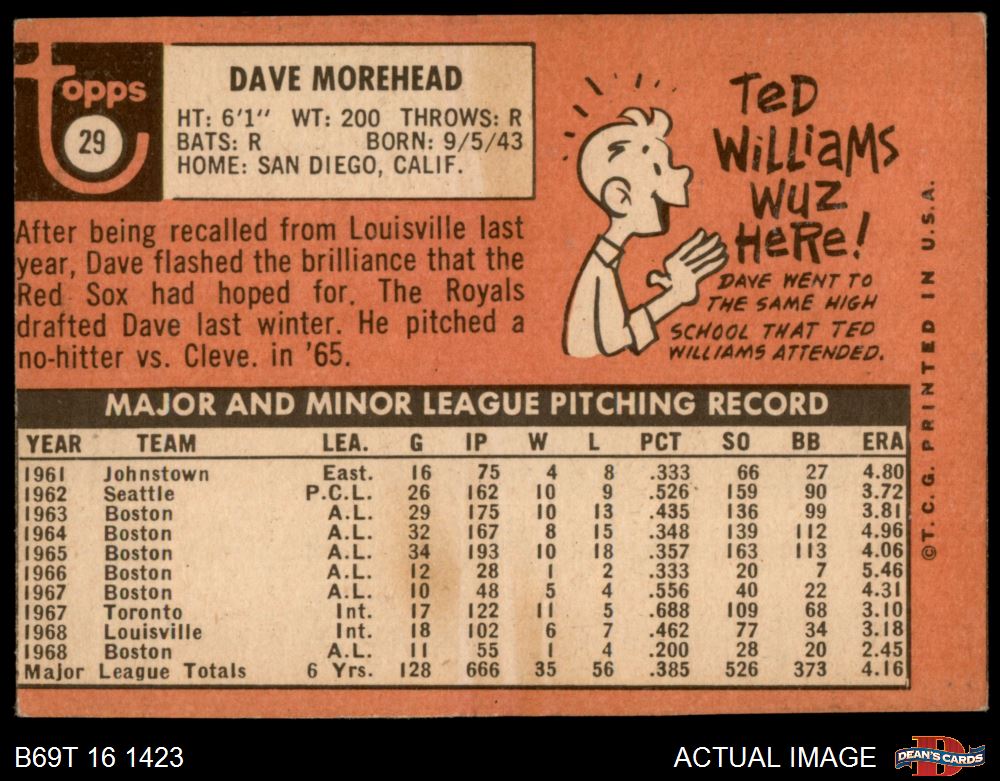 Topps
29
DAVE MOREHEAD
HT: 6'1" WT: 200 THROWS: R
BATS: R BORN: 9/5/43
HOME: SAN DIEGO, CALIF.
After being recalled from Louisville last
year, Dave flashed the brilliance that the
Red Sox had hoped for. The Royals
drafted Dave last winter. He pitched a
no-hitter vs. Cleve. in '65.
TeD
WiLLiaMS
WuZ
HeRe!
DAVE WENT TO
THE SAME HIGH
SCHOOL THAT TED
WILLIAMS ATTENDED.
MAJOR AND MINOR LEAGUE PITCHING RECORD
YEAR TEAM LEA. G IP W L PCT SO BB ERA
1961 Johnstown East. 16 75 4 8 .333 66 27 4.80
1962 Seattle P.C.L. 26 162 10 9 .526 159 90 3.72
1963 Boston A.L. 29 175 10 13 .435 136 99 3.81
1964 Boston A.L. 32 167 8 15 .348 139 112 4.96
1965 Boston A.L. 34 193 10 18 .357 163 113 4.06
1966 Boston A.L. 12 28 1 2 .333 20 7 5.46
1967 Boston A.L. 10 48 5 4 .556 40 22 4.31
1967 Toronto Int. 17 122 11 5 .688 109 68 3.10
1968 Louisville Int. 18 102 6 7 .462 77 34 3.18
1968 Boston A.L. 11 55 1 4 .200 28 20 2.45
Major League Totals 6 Yrs. 128 666 35 56 .385 526 373 4.16
©T.C.G. PRINTED IN U.S.A.
B69T 16 1423
ACTUAL IMAGE
DEAN'S CARDS